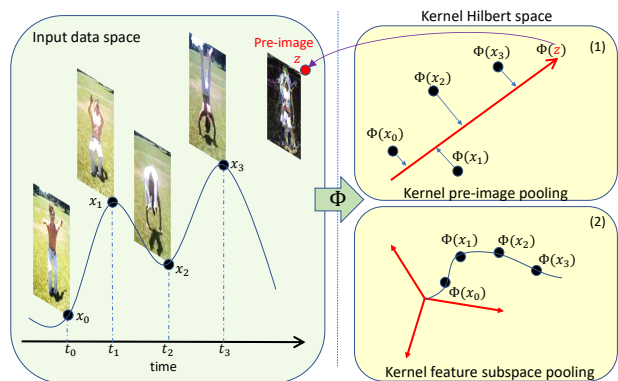 Input data space
Pre-image
z
x₃
x₁
x₂
x₀
t₀ t₁ t₂ t₃
time
Φ
Kernel Hilbert space
(1)
Φ(z)
Φ(x₃)
Φ(x₂)
Φ(x₀)
Φ(x₁)
Kernel pre-image pooling
(2)
Φ(x₁) Φ(x₂)
Φ(x₃)
Φ(x₀)
Kernel feature subspace pooling